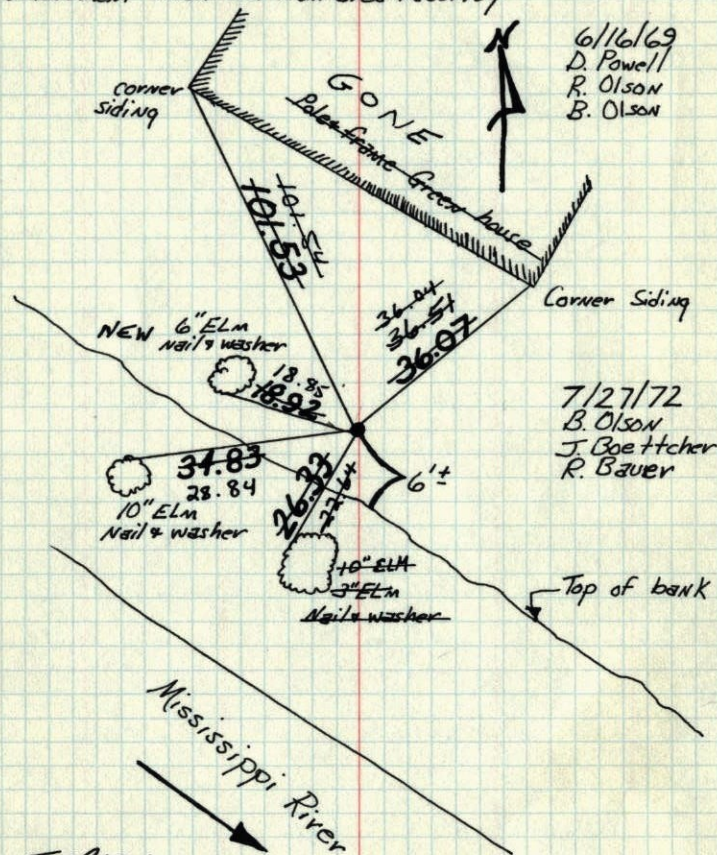 6/16/69
D. Powell
R. Olson
B. Olson
N
corner
siding
GONE
Pole & frame Green house
101.54
101.53
Corner Siding
36.04
36.54
36.07
NEW 6" ELM
Nail & washer
18.85
18.92
7/27/72
B. Olson
J. Boettcher
R. Bauer
34.83
28.84
10" ELM
Nail & washer
26.33
22.64
6'±
10" ELM
3" ELM
Nail & washer
Top of bank
Mississippi River